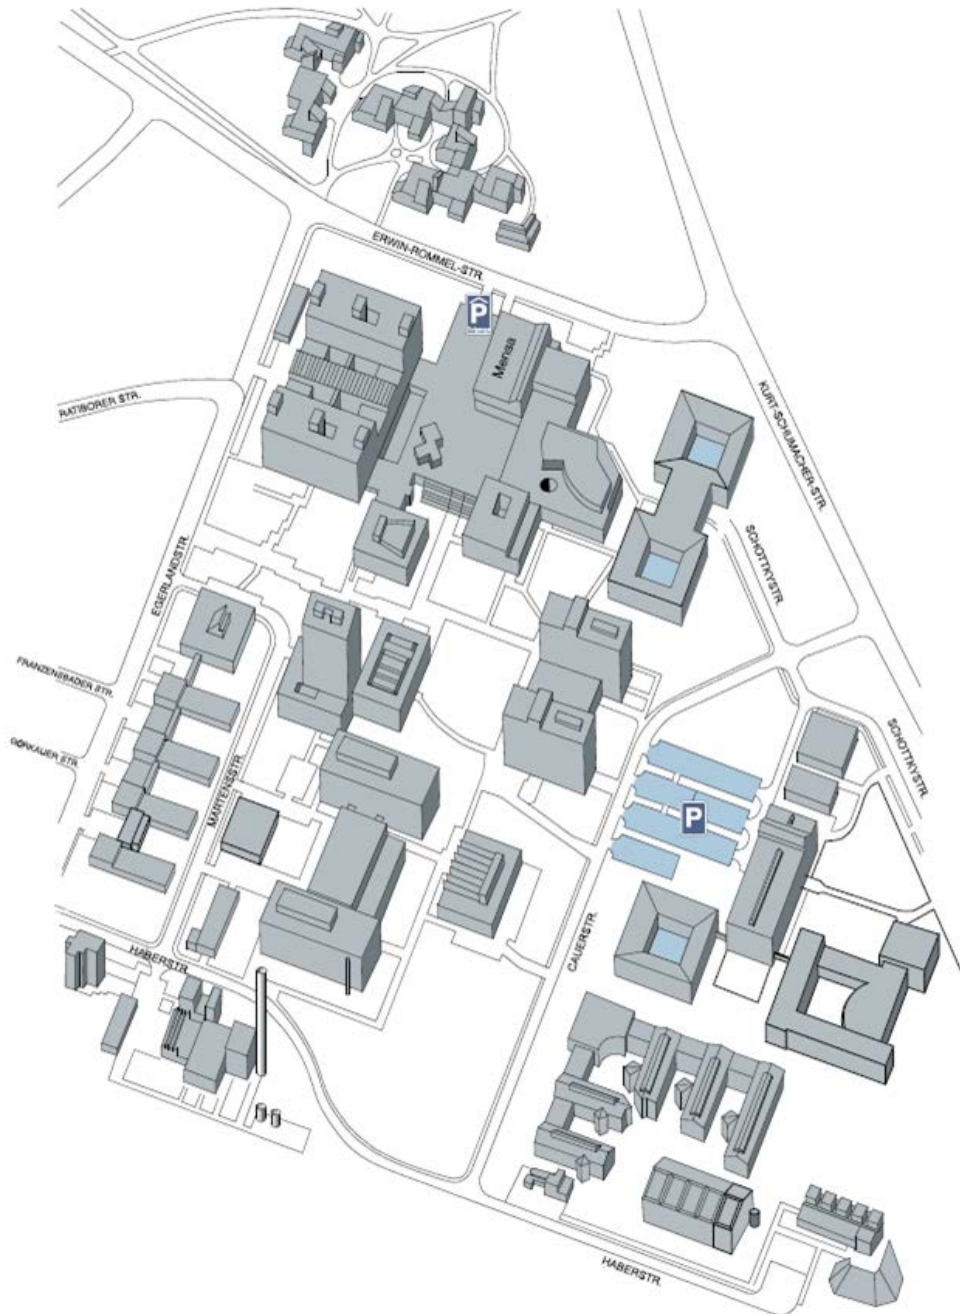 ERWIN-ROMMEL-STR.
P
Mensa
RATIBORER STR.
KURT-SCHUMACHER-STR.
SCHOTTKYSTR.
EGERLANDSTR.
FRANZENSBADER STR.
GÖRKAUER STR.
SCHOTTKYSTR.
MARTENSSTR.
P
CAUERSTR.
HABERSTR.
HABERSTR.